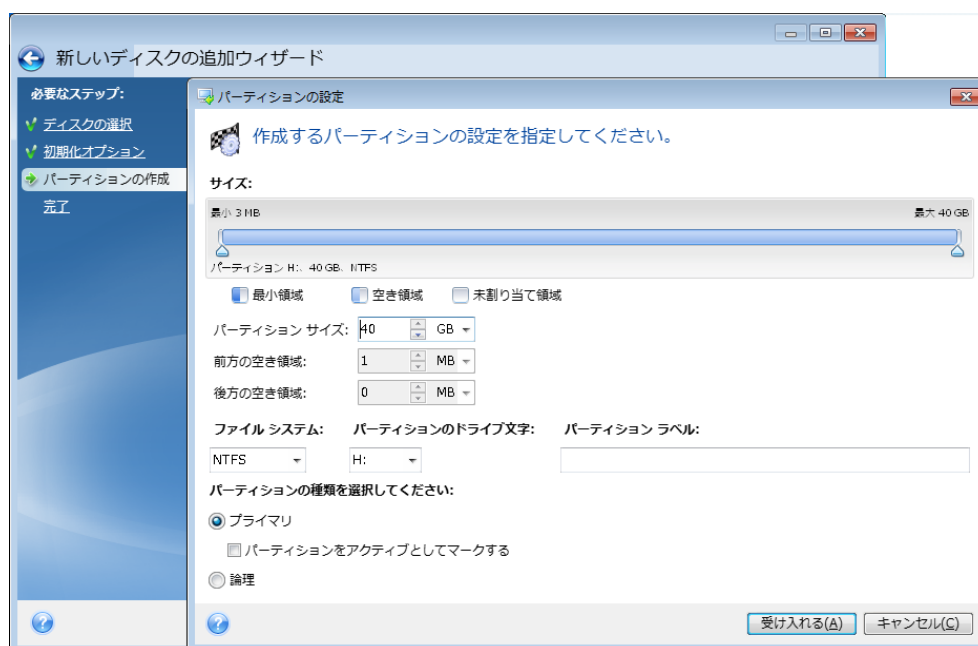 新しいディスクの追加ウィザード
必要なステップ:
ディスクの選択
初期化オプション
パーティションの作成
完了
パーティションの設定
作成するパーティションの設定を指定してください。
サイズ:
最小 3 MB 最大 40 GB
パーティション H:、40 GB、NTFS
最小領域 空き領域 未割り当て領域
パーティション サイズ: 40 GB
前方の空き領域: 1 MB
後方の空き領域: 0 MB
ファイル システム: パーティションのドライブ文字: パーティション ラベル:
NTFS H:
パーティションの種類を選択してください:
プライマリ
パーティションをアクティブとしてマークする
論理
受け入れる(A) キャンセル(C)